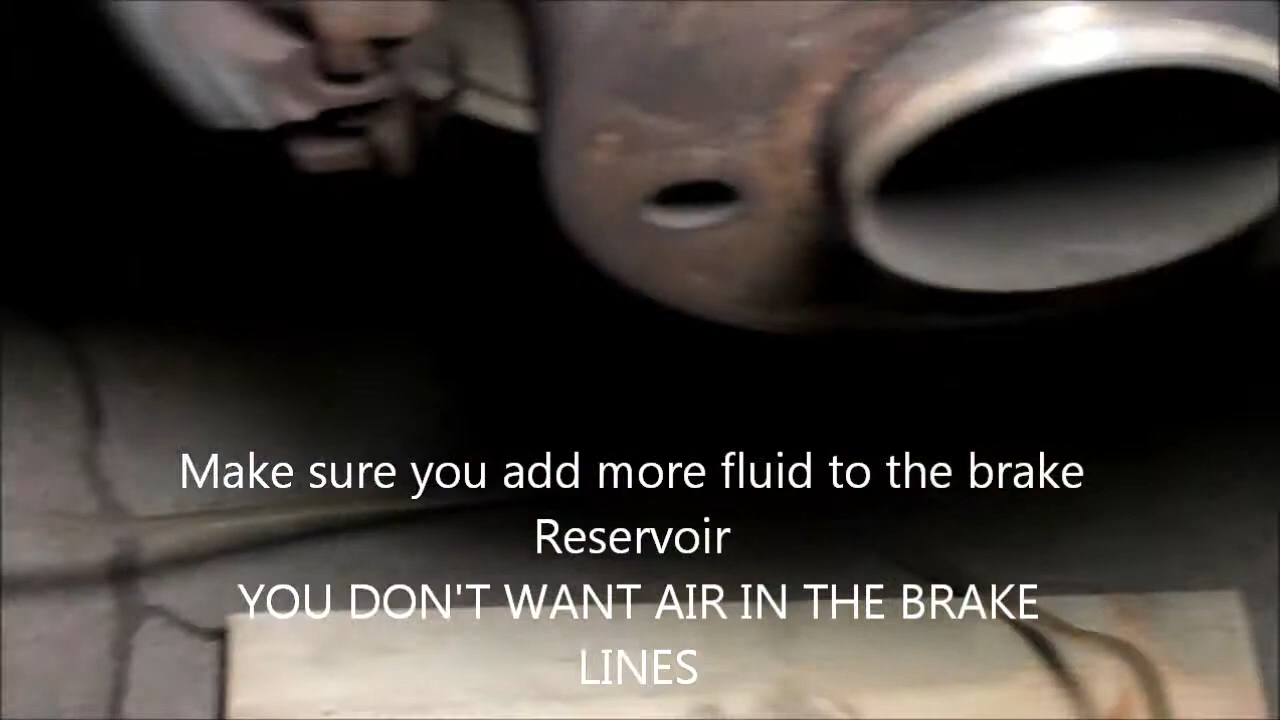 Make sure you add more fluid to the brake
Reservoir
YOU DON'T WANT AIR IN THE BRAKE
LINES